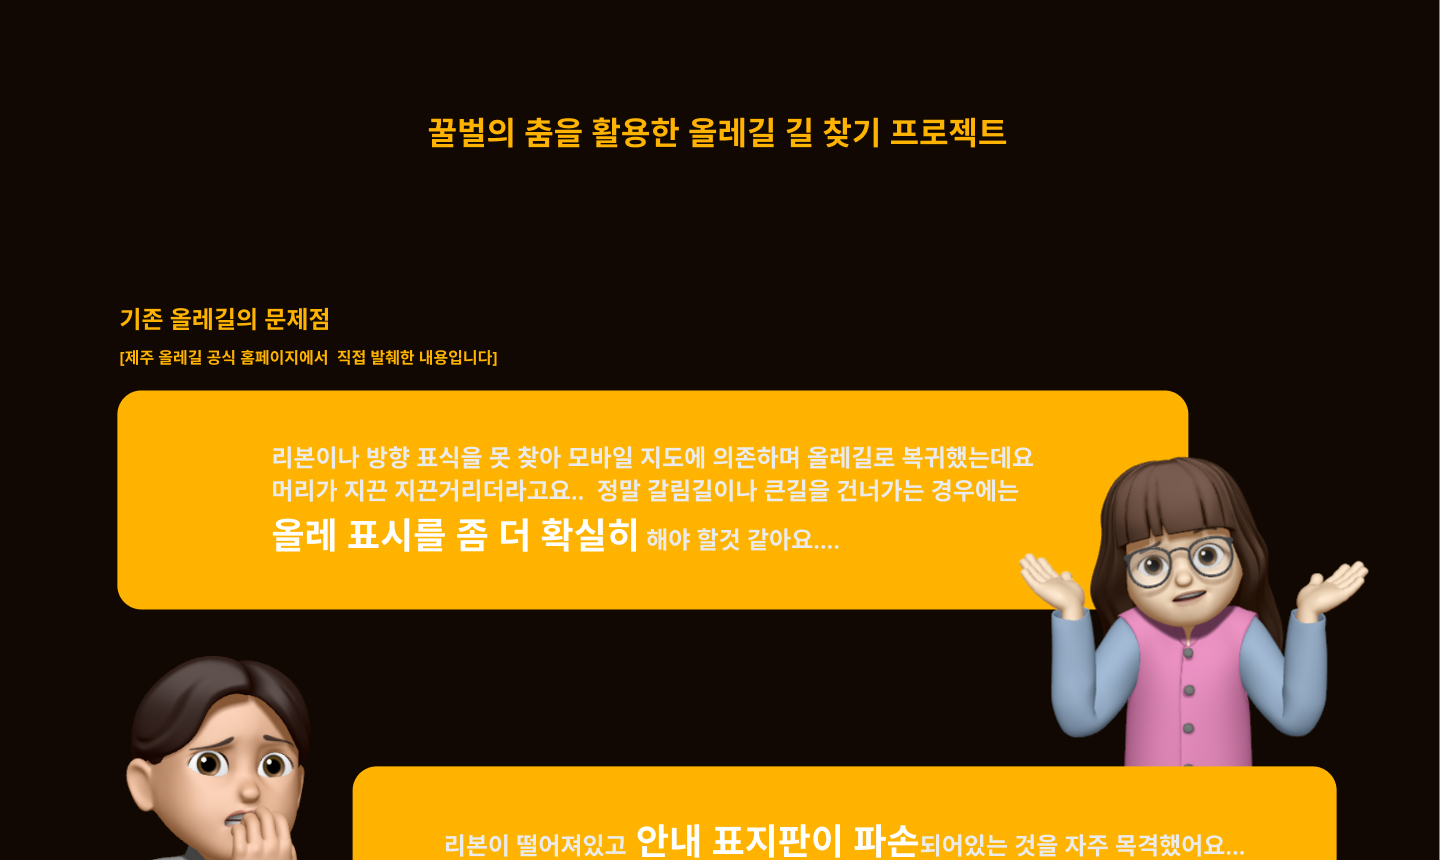 꿀벌의 춤을 활용한 올레길 길 찾기 프로젝트
기존 올레길의 문제점
[제주 올레길 공식 홈페이지에서  직접 발췌한 내용입니다]
리본이나 방향 표식을 못 찾아 모바일 지도에 의존하며 올레길로 복귀했는데요
머리가 지끈 지끈거리더라고요..  정말 갈림길이나 큰길을 건너가는 경우에는
올레 표시를 좀 더 확실히 해야 할것 같아요....
리본이 떨어져있고 안내 표지판이 파손되어있는 것을 자주 목격했어요...